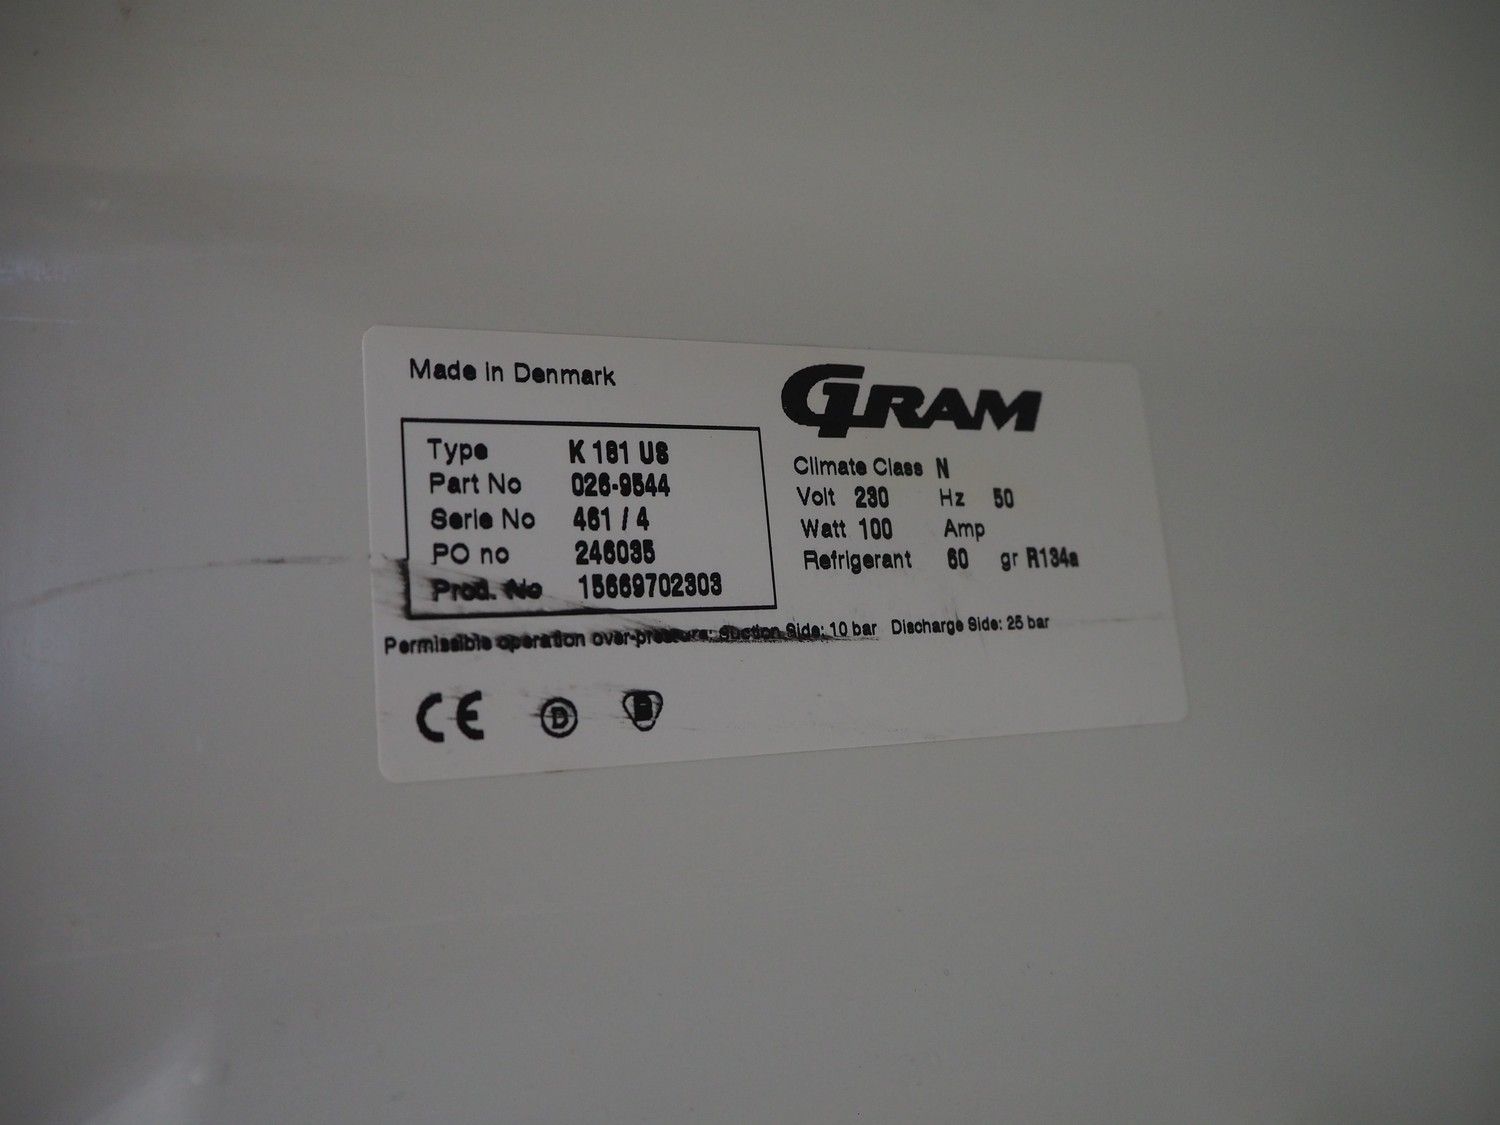 Made in Denmark
GRAM
Type K 161 US
Part No 026-9544
Serie No 461 / 4
PO no 246035
Prod. No 15669702303
Climate Class N
Volt 230 Hz 50
Watt 100 Amp
Refrigerant 60 gr R134a
Permissible operation over-pressure: Suction Side: 10 bar Discharge Side: 25 bar
CE D